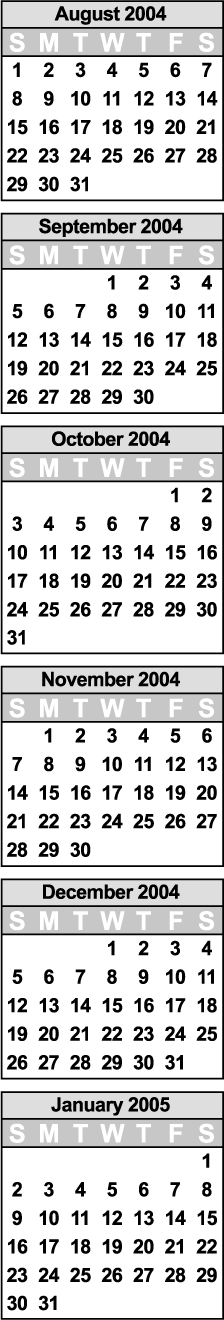 August 2004
S M T W T F S
1 2 3 4 5 6 7
8 9 10 11 12 13 14
15 16 17 18 19 20 21
22 23 24 25 26 27 28
29 30 31
September 2004
S M T W T F S
1 2 3 4
5 6 7 8 9 10 11
12 13 14 15 16 17 18
19 20 21 22 23 24 25
26 27 28 29 30
October 2004
S M T W T F S
1 2
3 4 5 6 7 8 9
10 11 12 13 14 15 16
17 18 19 20 21 22 23
24 25 26 27 28 29 30
31
November 2004
S M T W T F S
1 2 3 4 5 6
7 8 9 10 11 12 13
14 15 16 17 18 19 20
21 22 23 24 25 26 27
28 29 30
December 2004
S M T W T F S
1 2 3 4
5 6 7 8 9 10 11
12 13 14 15 16 17 18
19 20 21 22 23 24 25
26 27 28 29 30 31
January 2005
S M T W T F S
1
2 3 4 5 6 7 8
9 10 11 12 13 14 15
16 17 18 19 20 21 22
23 24 25 26 27 28 29
30 31